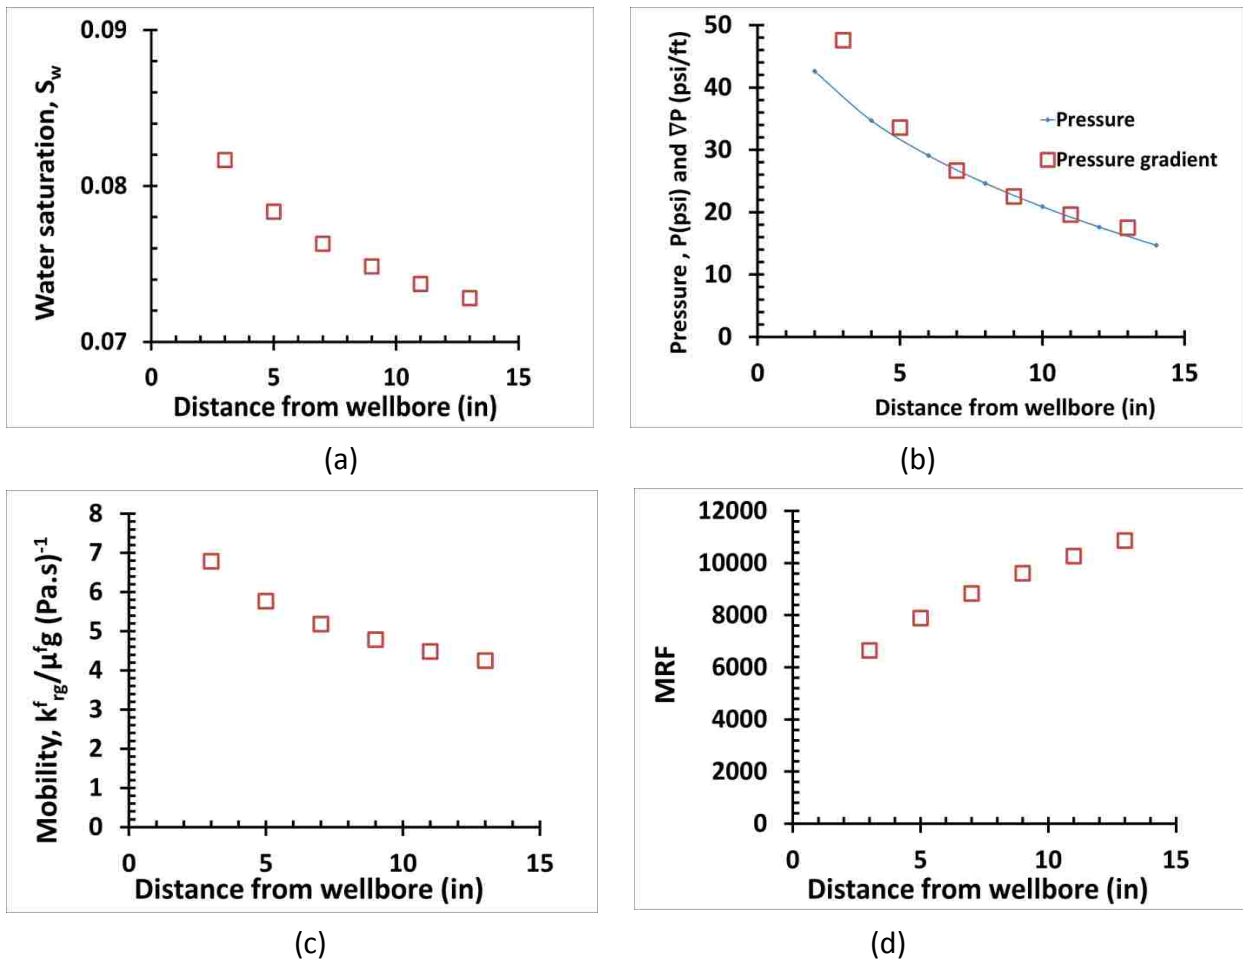 0.09
0.08
0.07
Water saturation, Sw
0 5 10 15
Distance from wellbore (in)
(a)
50
40
30
20
10
0
Pressure , P(psi) and ∇P (psi/ft)
Pressure
Pressure gradient
0 5 10 15
Distance from wellbore (in)
(b)
8
7
6
5
4
3
2
1
0
Mobility, kfrg/μfg (Pa.s)-1
0 5 10 15
Distance from wellbore (in)
(c)
12000
10000
8000
6000
4000
2000
0
MRF
0 5 10 15
Distance from wellbore (in)
(d)